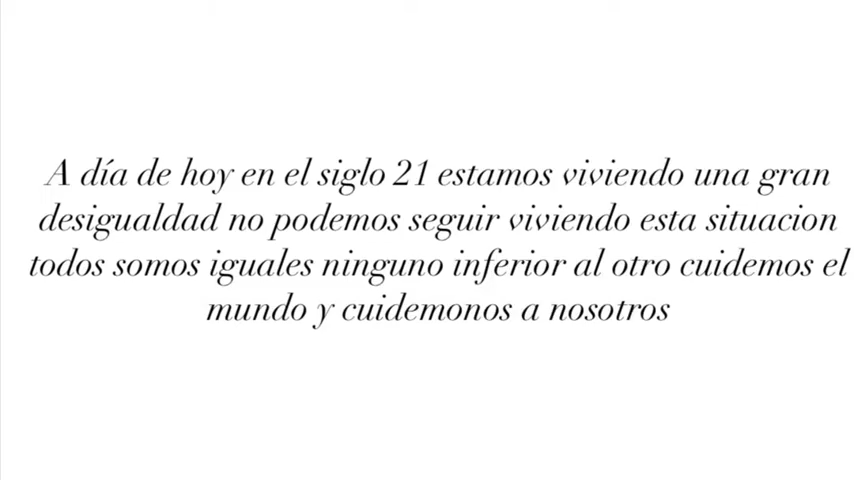 A día de hoy en el siglo 21 estamos viviendo una gran
desigualdad no podemos seguir viviendo esta situacion
todos somos iguales ninguno inferior al otro cuidemos el
mundo y cuidemonos a nosotros